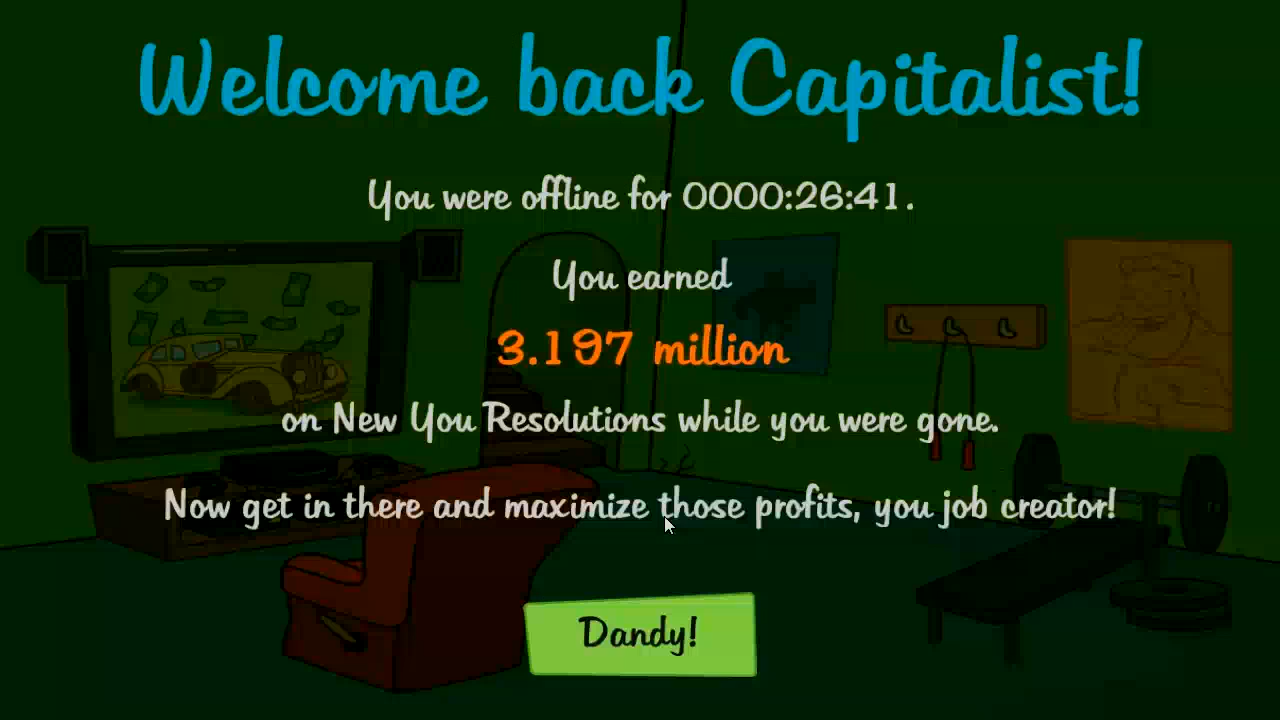 Welcome back Capitalist!
You were offline for 0000:26:41.
You earned
3.197 million
on New You Resolutions while you were gone.
Now get in there and maximize those profits, you job creator!
Dandy!